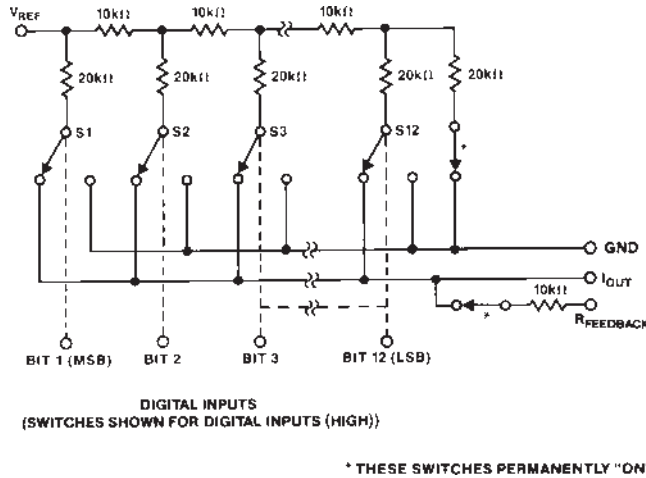 VREF
10kΩ 10kΩ 10kΩ
20kΩ 20kΩ 20kΩ 20kΩ 20kΩ
S1 S2 S3 S12
*
GND
IOUT
10kΩ
*
RFEEDBACK
BIT 1 (MSB) BIT 2 BIT 3 BIT 12 (LSB)
DIGITAL INPUTS
(SWITCHES SHOWN FOR DIGITAL INPUTS (HIGH))
* THESE SWITCHES PERMANENTLY "ON